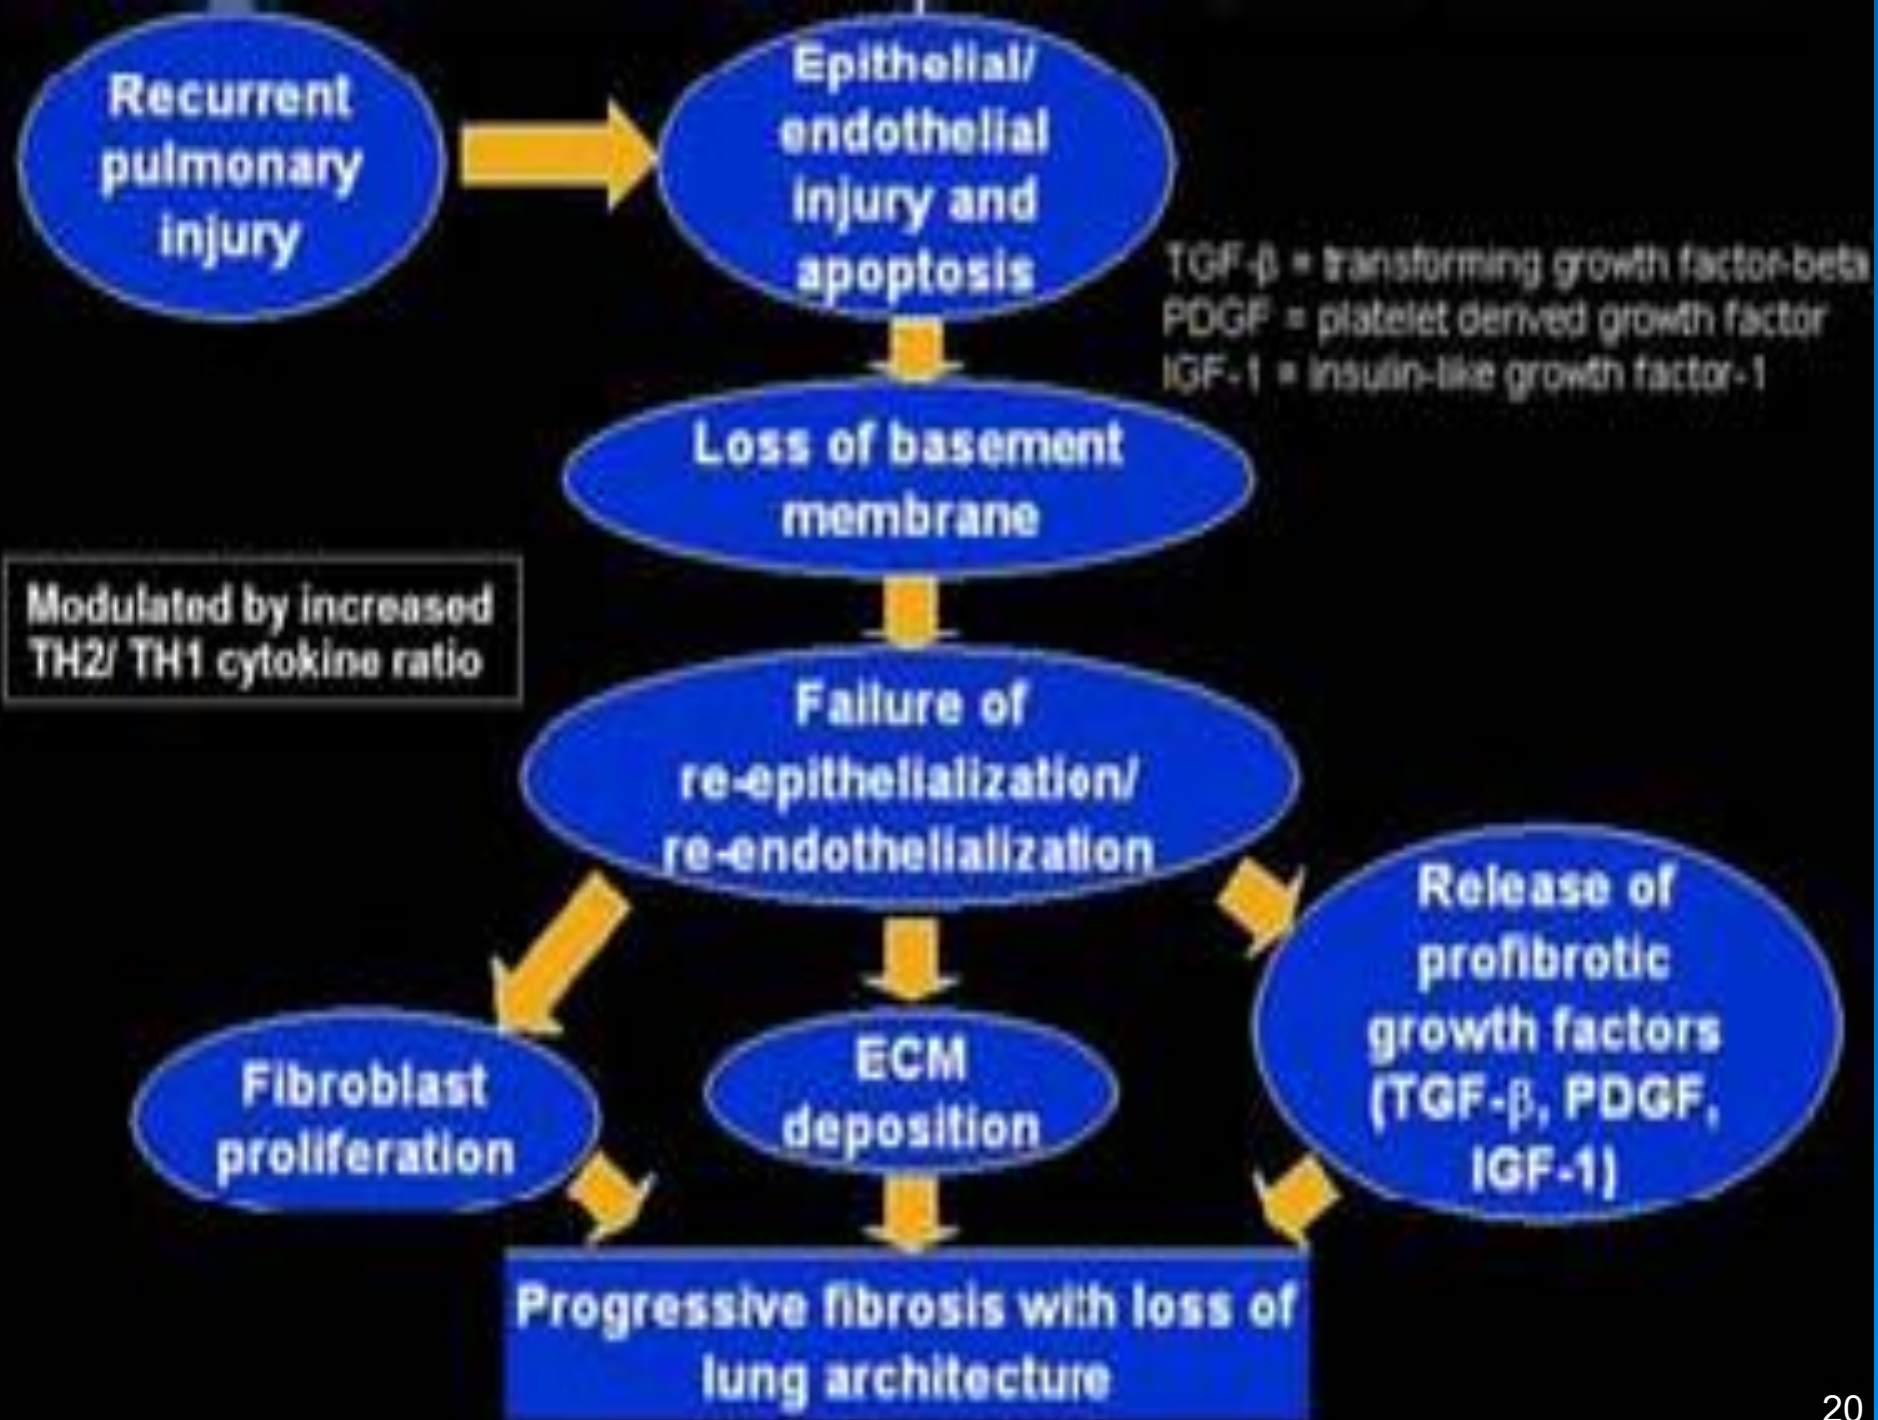 Recurrent
pulmonary
injury
Epithelial/
endothelial
injury and
apoptosis
TGF-β = transforming growth factor-beta
PDGF = platelet derived growth factor
IGF-1 = insulin-like growth factor-1
Loss of basement
membrane
Modulated by increased
TH2/ TH1 cytokine ratio
Failure of
re-epithelialization/
re-endothelialization
Fibroblast
proliferation
ECM
deposition
Release of
profibrotic
growth factors
(TGF-β, PDGF,
IGF-1)
Progressive fibrosis with loss of
lung architecture
20